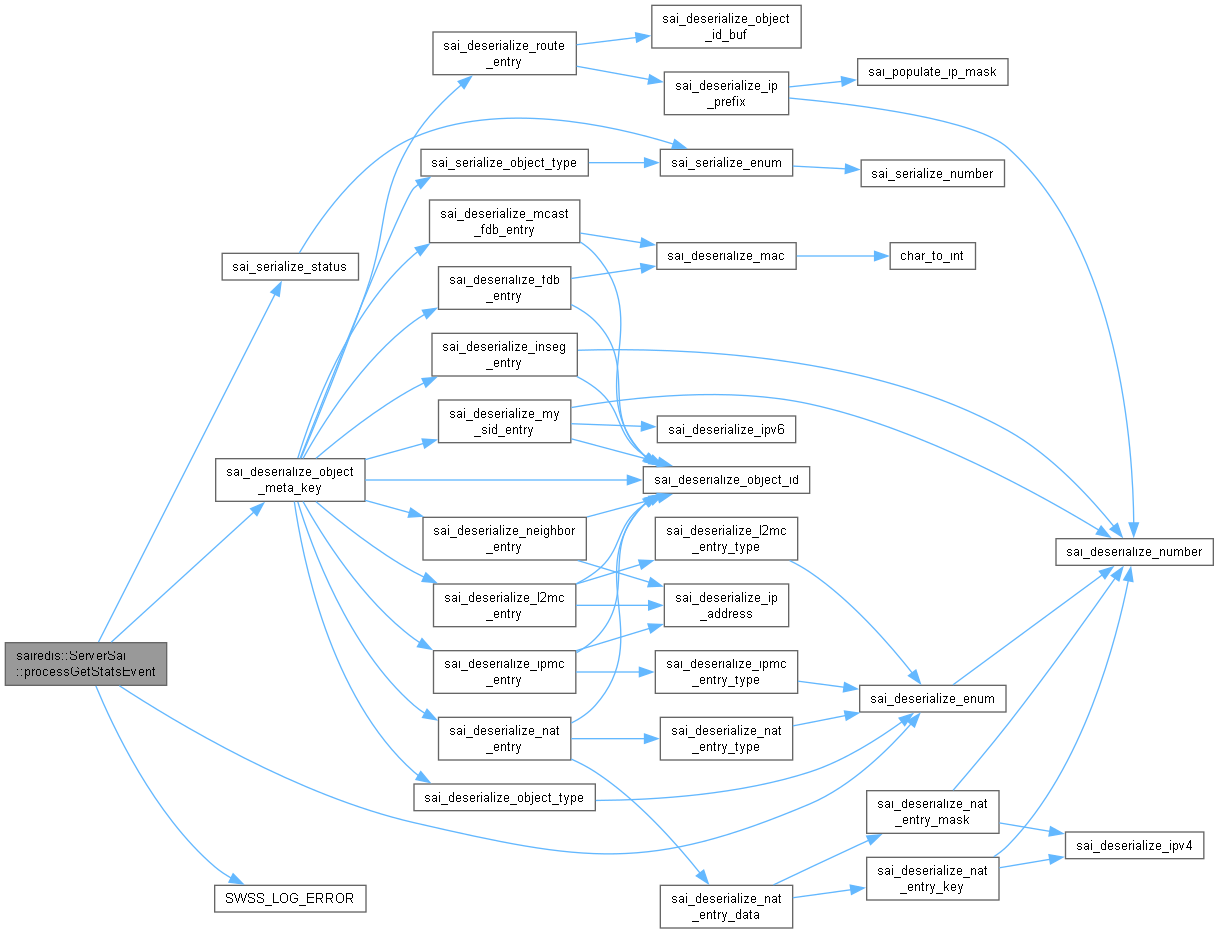 sai_deserialize_object
_id_buf
sai_deserialize_route
_entry
sai_populate_ip_mask
sai_deserialize_ip
_prefix
sai_serialize_object_type
sai_serialize_enum
sai_serialize_number
sai_deserialize_mcast
_fdb_entry
sai_serialize_status
sai_deserialize_mac
char_to_int
sai_deserialize_fdb
_entry
sai_deserialize_inseg
_entry
sai_deserialize_my
_sid_entry
sai_deserialize_ipv6
sai_deserialize_object
_meta_key
sai_deserialize_object_id
sai_deserialize_neighbor
_entry
sai_deserialize_l2mc
_entry_type
sai_deserialize_number
sai_deserialize_l2mc
_entry
sai_deserialize_ip
_address
sairedis::ServerSai
::processGetStatsEvent
sai_deserialize_ipmc
_entry
sai_deserialize_ipmc
_entry_type
sai_deserialize_enum
sai_deserialize_nat
_entry
sai_deserialize_nat
_entry_type
sai_deserialize_object_type
sai_deserialize_nat
_entry_mask
sai_deserialize_ipv4
sai_deserialize_nat
_entry_key
SWSS_LOG_ERROR
sai_deserialize_nat
_entry_data